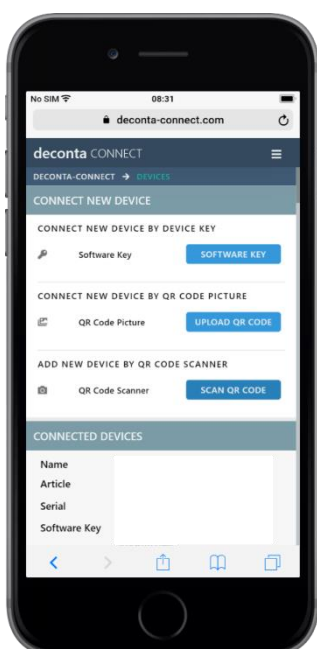 No SIM 08:31
deconta-connect.com
deconta CONNECT
DECONTA-CONNECT → DEVICES
CONNECT NEW DEVICE
CONNECT NEW DEVICE BY DEVICE KEY
Software Key SOFTWARE KEY
CONNECT NEW DEVICE BY QR CODE PICTURE
QR Code Picture UPLOAD QR CODE
ADD NEW DEVICE BY QR CODE SCANNER
QR Code Scanner SCAN QR CODE
CONNECTED DEVICES
Name
Article
Serial
Software Key